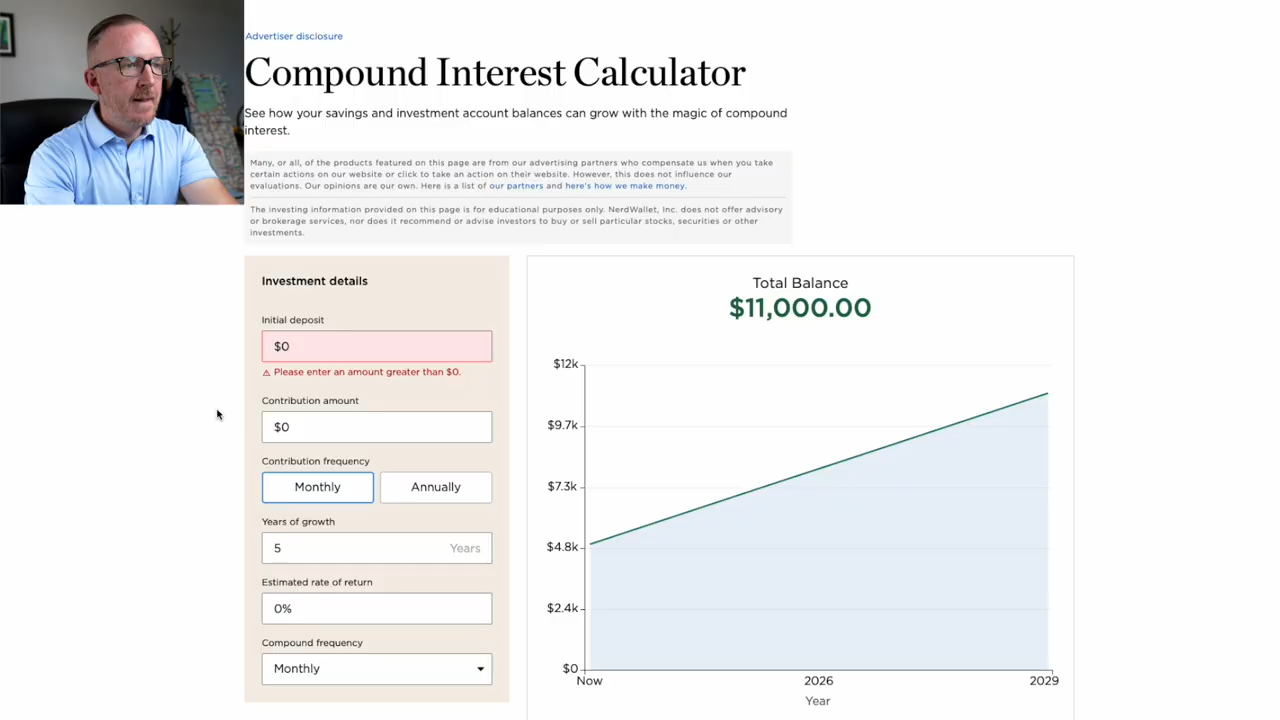 Advertiser disclosure
Compound Interest Calculator
See how your savings and investment account balances can grow with the magic of compound
interest.
Many, or all, of the products featured on this page are from our advertising partners who compensate us when you take
certain actions on our website or click to take an action on their website. However, this does not influence our
evaluations. Our opinions are our own. Here is a list of our partners and here's how we make money.
The investing information provided on this page is for educational purposes only. NerdWallet, Inc. does not offer advisory
or brokerage services, nor does it recommend or advise investors to buy or sell particular stocks, securities or other
investments.
Investment details
Initial deposit
$0
Please enter an amount greater than $0.
Contribution amount
$0
Contribution frequency
Monthly
Annually
Years of growth
5 Years
Estimated rate of return
0%
Compound frequency
Monthly
Total Balance
$11,000.00
$12k
$9.7k
$7.3k
$4.8k
$2.4k
$0
Now 2026 2029
Year